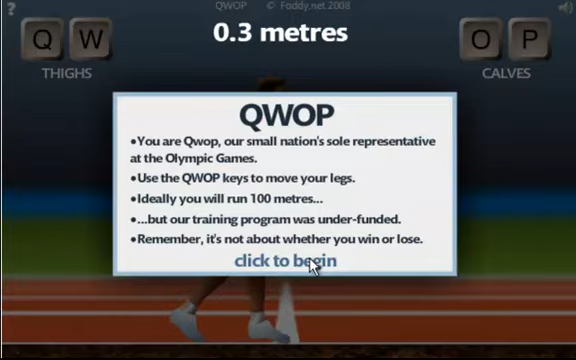 ?
QWOP © Foddy.net 2008
0.3 metres
Q W O P
THIGHS CALVES
QWOP
•You are Qwop, our small nation's sole representative
at the Olympic Games.
•Use the QWOP keys to move your legs.
•Ideally you will run 100 metres...
•...but our training program was under-funded.
•Remember, it's not about whether you win or lose.
click to begin